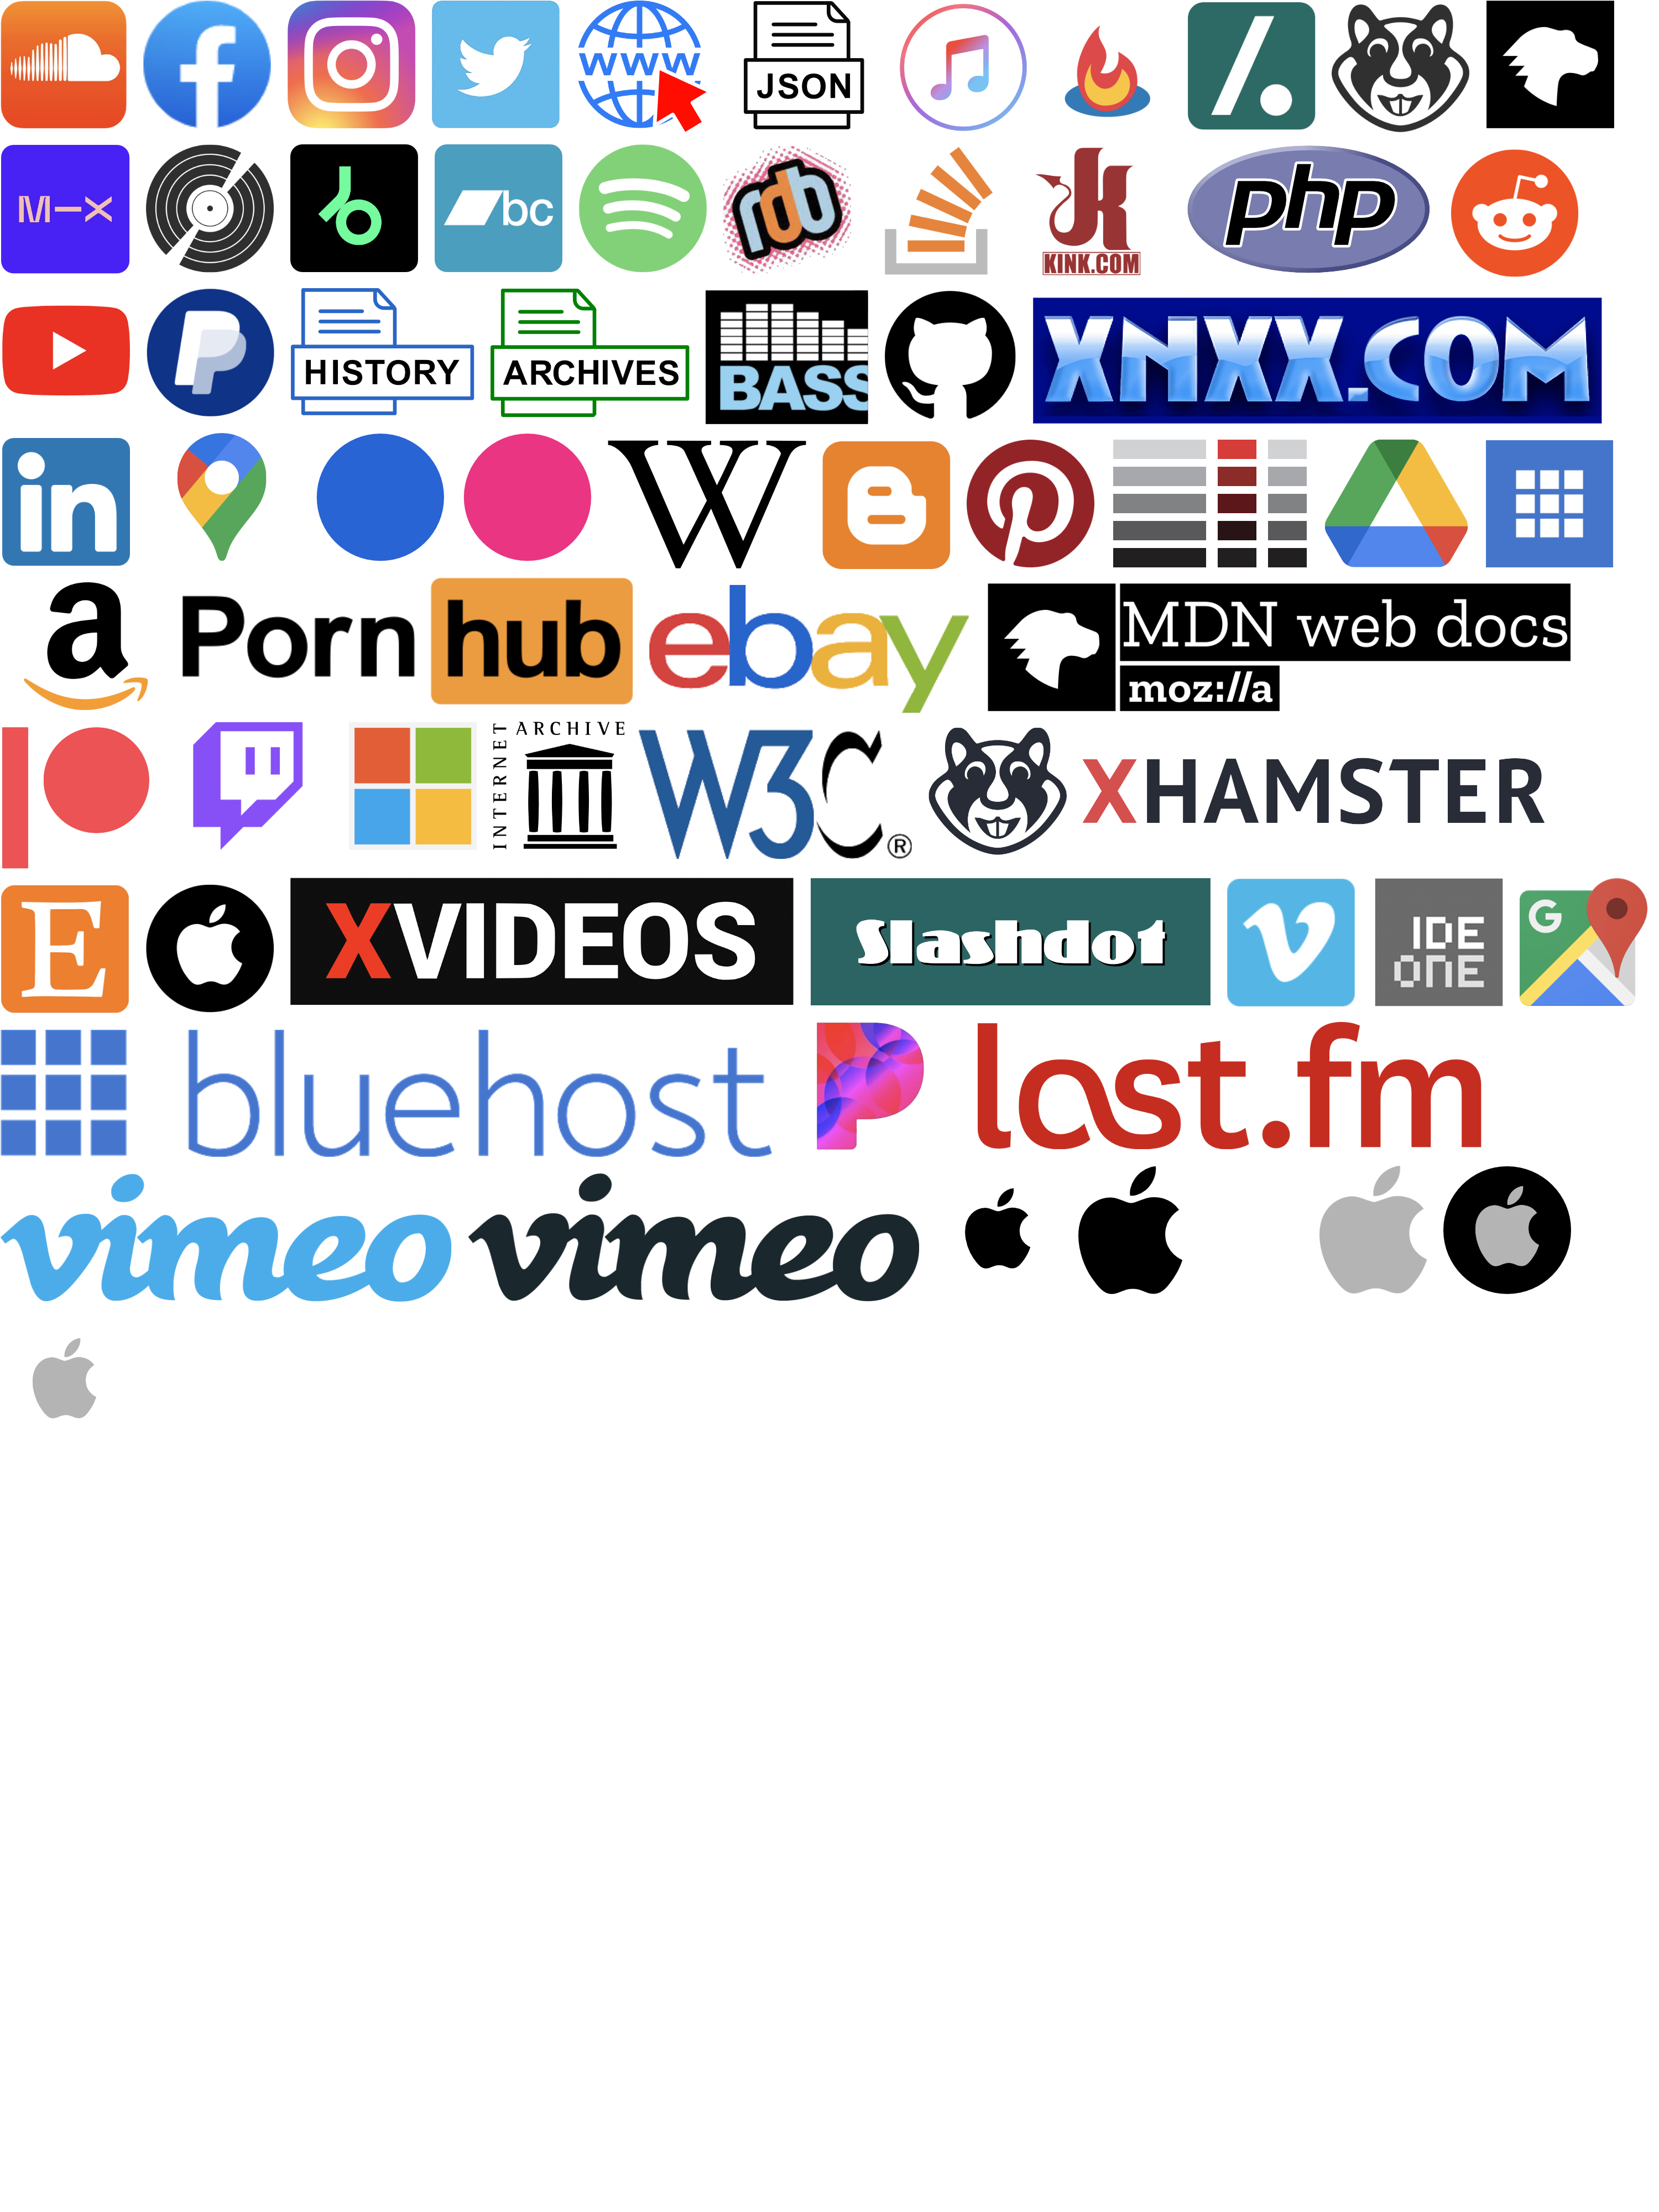 WWW
JSON
M-X
bc
rdb
KINK.COM
php
HISTORY
ARCHIVES
BASS
XNXX.COM
in
W
a
Porn hub
ebay
MDN web docs
moz://a
INTERNET ARCHIVE
W3C®
XHAMSTER
E
XVIDEOS
Slashdot
IDE
ONE
G
bluehost
P
last.fm
vimeo
vimeo